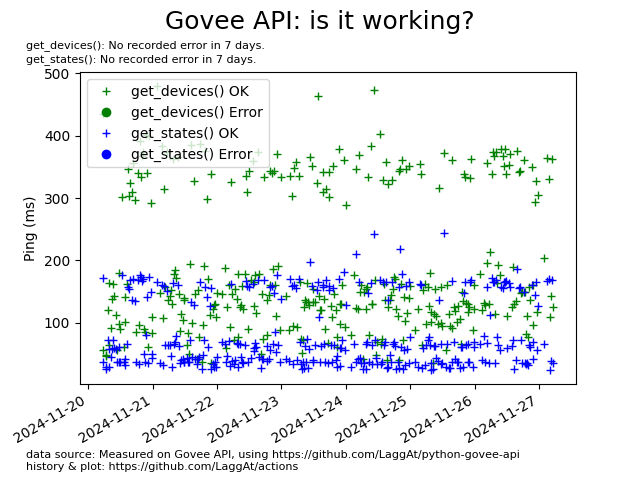 Govee API: is it working?
get_devices(): No recorded error in 7 days.
get_states(): No recorded error in 7 days.
500
400
300
200
100
Ping (ms)
get_devices() OK
get_devices() Error
get_states() OK
get_states() Error
2024-11-20
2024-11-21
2024-11-22
2024-11-23
2024-11-24
2024-11-25
2024-11-26
2024-11-27
data source: Measured on Govee API, using https://github.com/LaggAt/python-govee-api
history & plot: https://github.com/LaggAt/actions